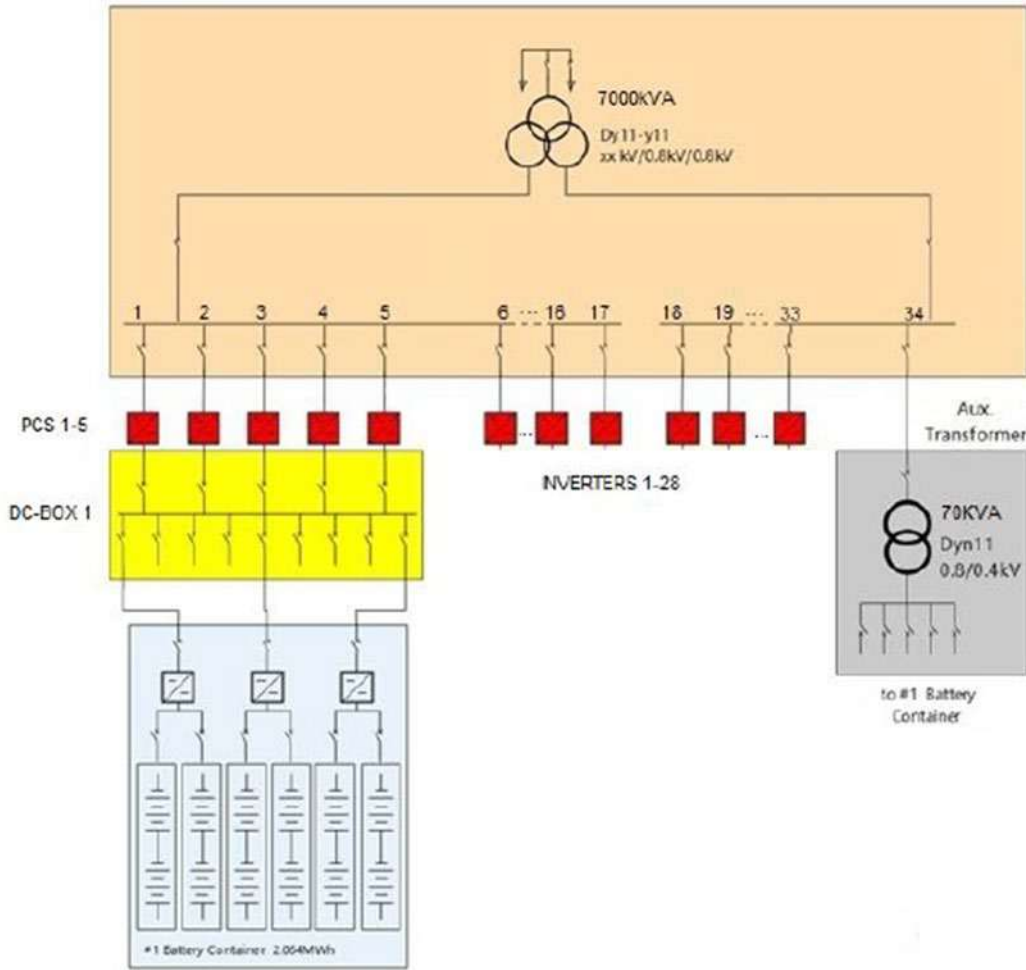 7000kVA
Dy11-y11
xx kV/0.8kV/0.8kV
1 2 3 4 5 6 ... 16 17 18 19 ... 33 34
PCS 1-5
... ...
Aux.
Transformer
INVERTERS 1-28
DC-BOX 1
70KVA
Dyn11
0.8/0.4kV
to #1 Battery
Container
#1 Battery Container 2.064MWh